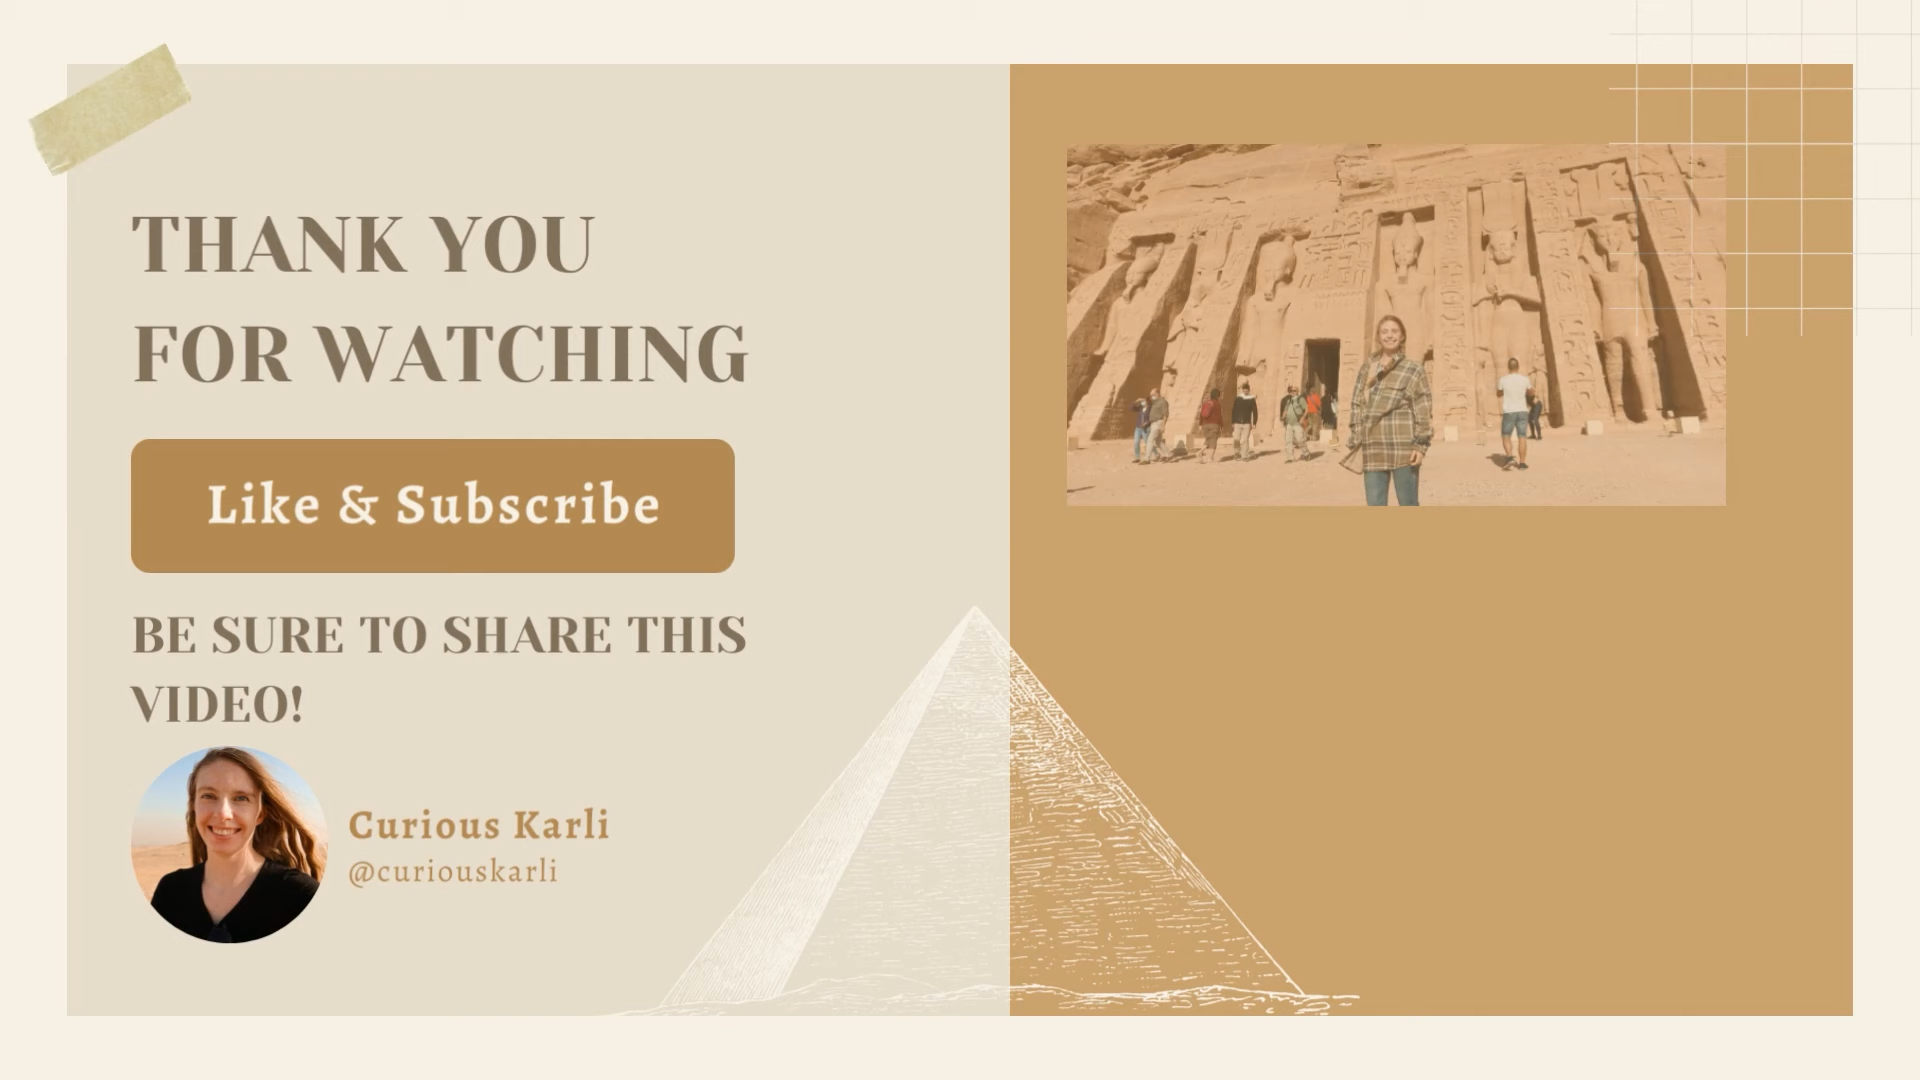 THANK YOU
FOR WATCHING
Like & Subscribe
BE SURE TO SHARE THIS
VIDEO!
Curious Karli
@curiouskarli